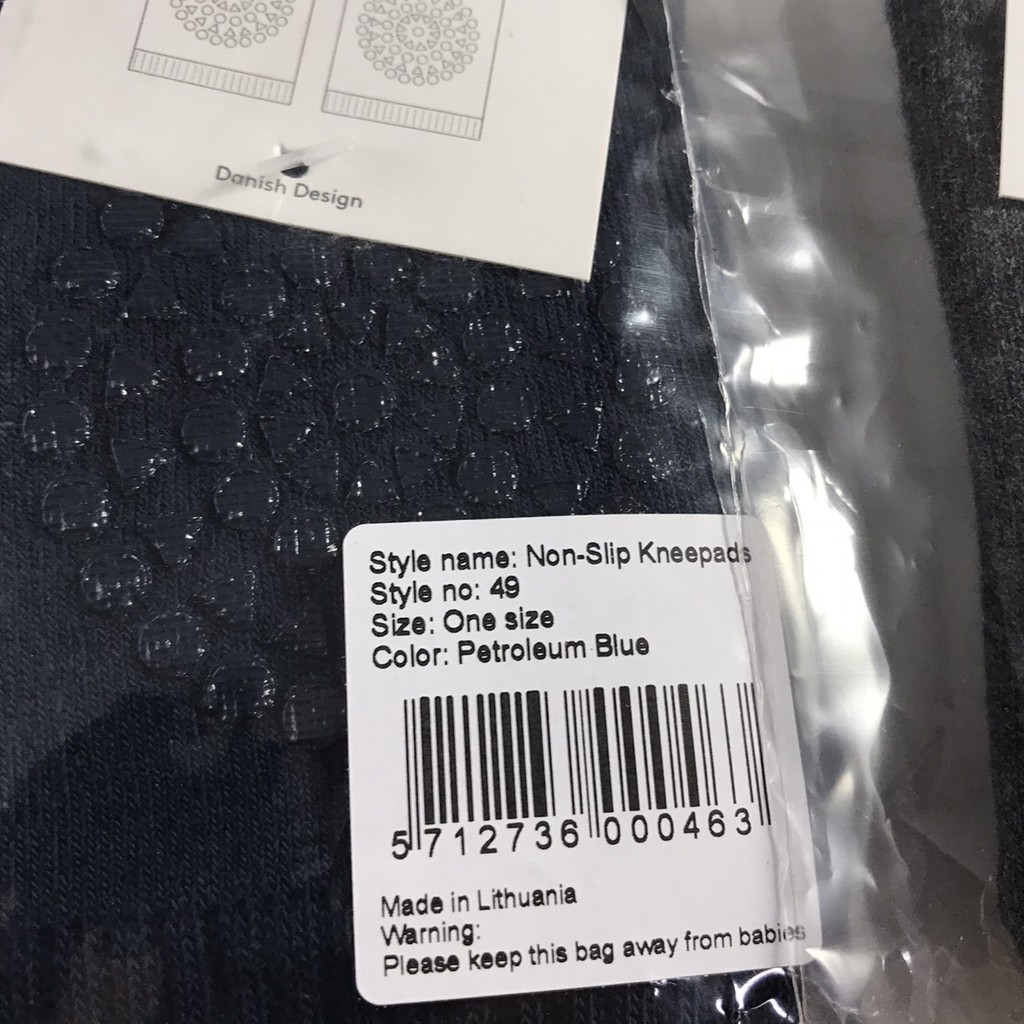 Danish Design
Style name: Non-Slip Kneepads
Style no: 49
Size: One size
Color: Petroleum Blue
5 712736 000463
Made in Lithuania
Warning:
Please keep this bag away from babies